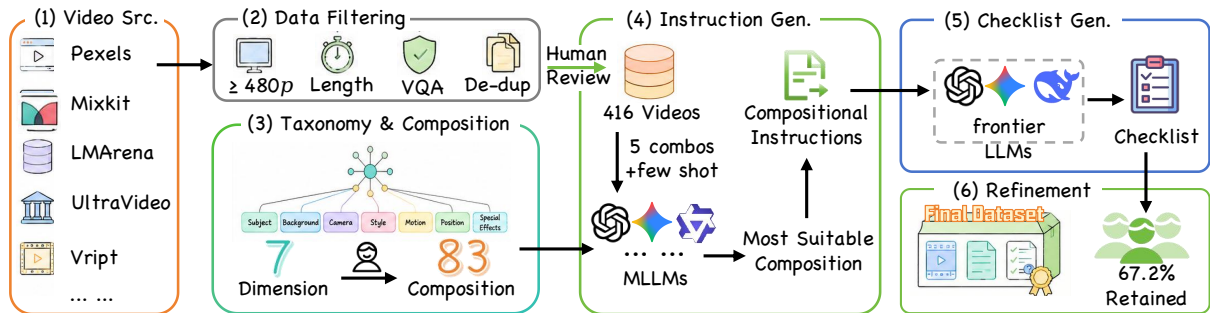 (1) Video Src.
Pexels
Mixkit
LMArena
UltraVideo
Vript
... ...
(2) Data Filtering
≥ 480p
Length
VQA
De-dup
Human
Review
(3) Taxonomy & Composition
Subject
Background
Camera
Style
Motion
Position
Special
Effects
7
Dimension
83
Composition
(4) Instruction Gen.
416 Videos
5 combos
+few shot
... ...
MLLMs
Most Suitable
Composition
Compositional
Instructions
(5) Checklist Gen.
frontier
LLMs
Checklist
(6) Refinement
Final Dataset
67.2%
Retained